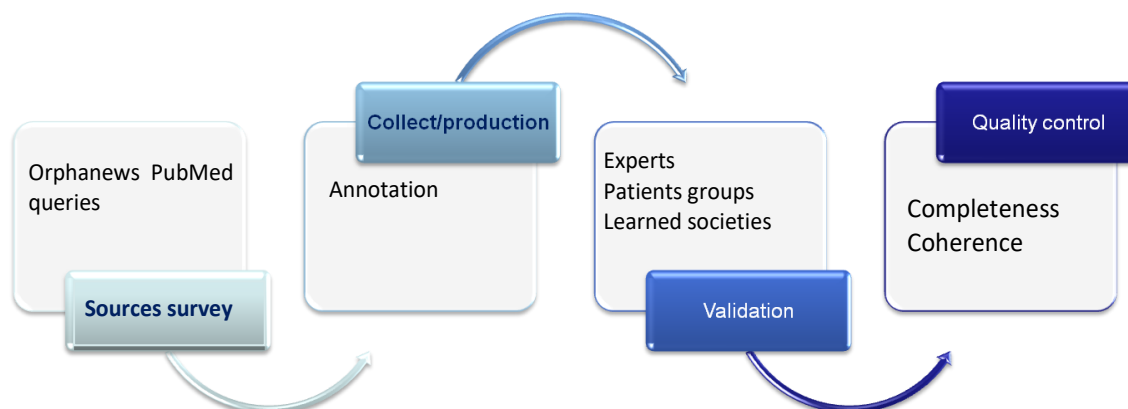 Orphanews PubMed
queries
Sources survey
Collect/production
Annotation
Experts
Patients groups
Learned societies
Validation
Quality control
Completeness
Coherence